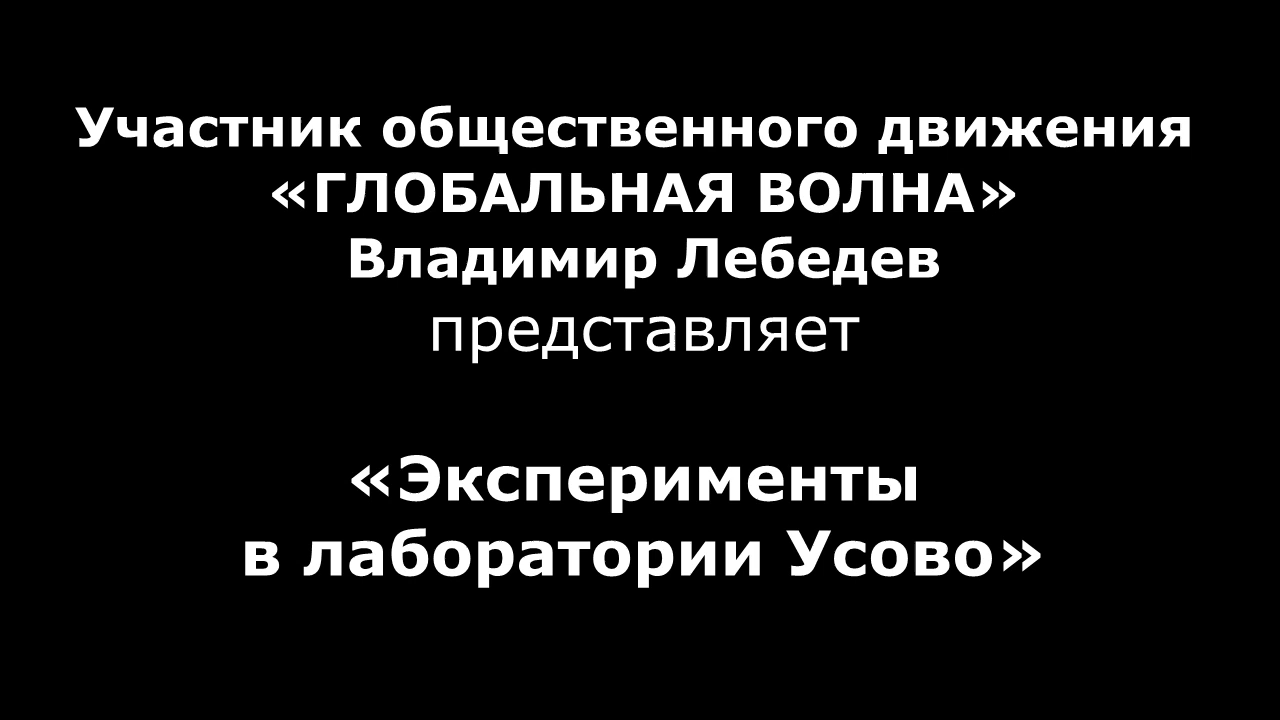 Участник общественного движения
«ГЛОБАЛЬНАЯ ВОЛНА»
Владимир Лебедев
представляет
«Эксперименты
в лаборатории Усово»